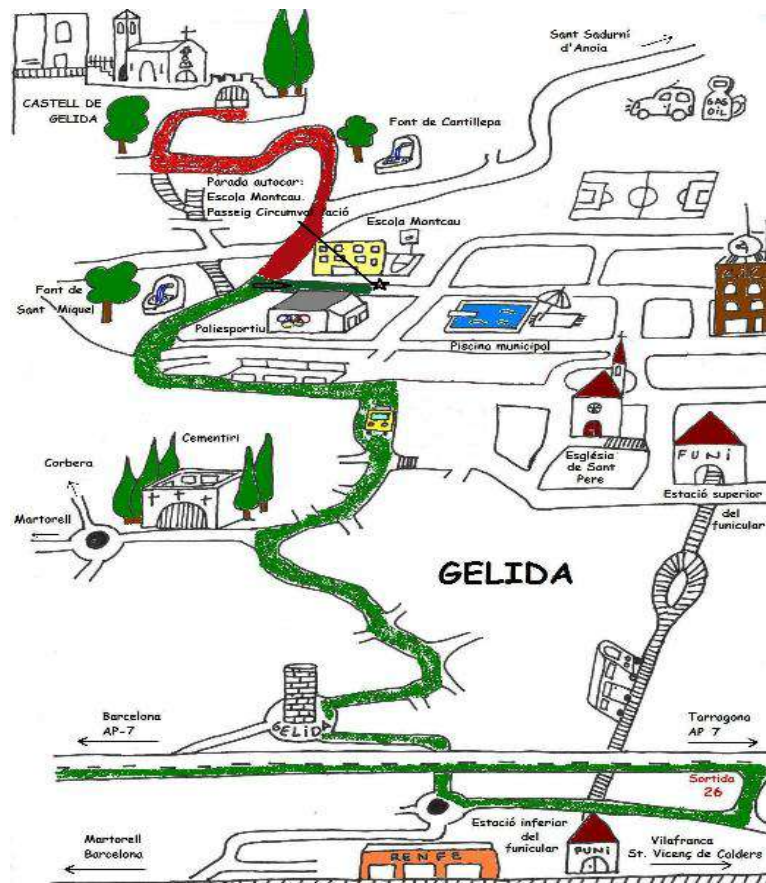 Sant Sadurní
d'Anoia
GAS
OIL
CASTELL DE
GELIDA
Font de Cantillepa
Parada autocar:
Escola Montcau.
Passeig Circumval·lació
Escola Montcau
Font de
Sant Miquel
Poliesportiu
Piscina municipal
Cementiri
Corbera
Martorell
Església
de Sant
Pere
FUNI
Estació superior
del
funicular
GELIDA
GELIDA
Barcelona
AP-7
Tarragona
AP 7
Sortida
26
Martorell
Barcelona
RENFE
Estació inferior
del
funicular
FUNI
Vilafranca
St. Vicenç de Calders